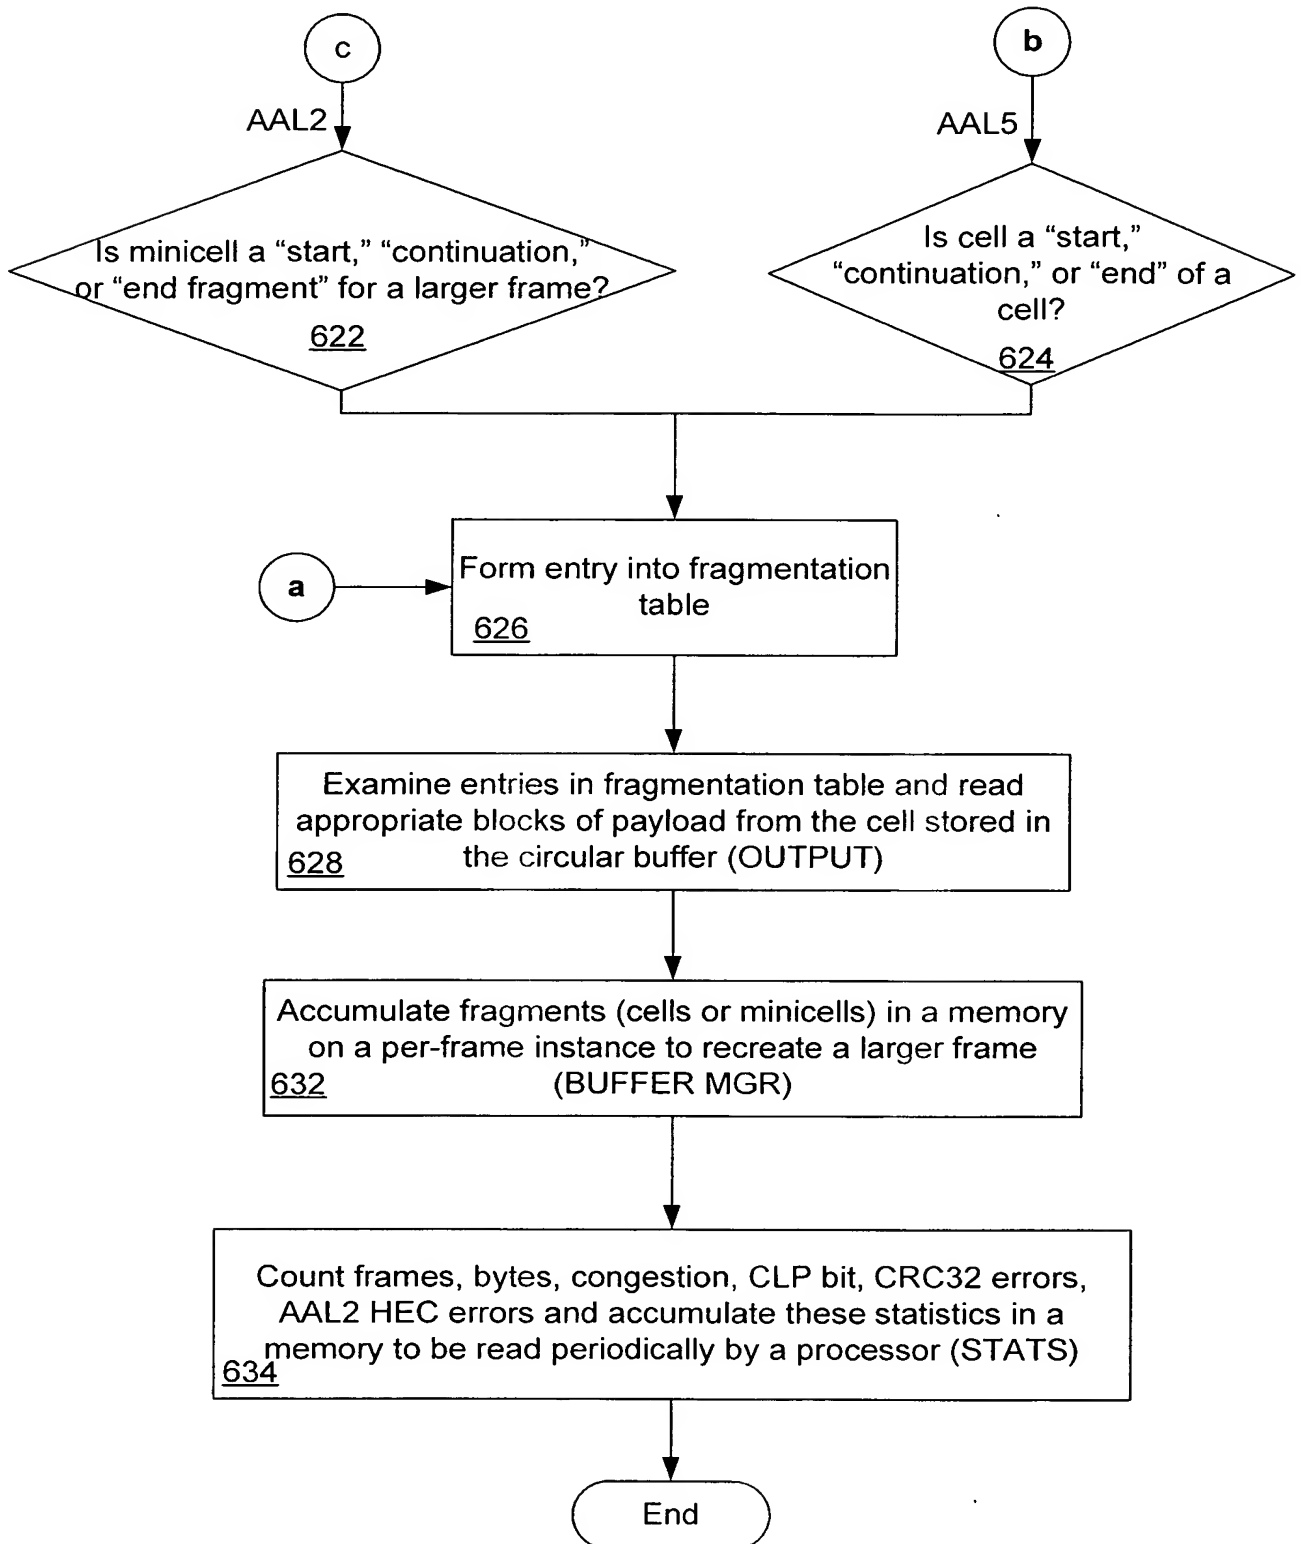 c
b
AAL2
AAL5
Is minicell a “start,” “continuation,”
or “end fragment” for a larger frame?
622
Is cell a “start,”
“continuation,” or “end” of a
cell?
624
a
Form entry into fragmentation
table
626
Examine entries in fragmentation table and read
appropriate blocks of payload from the cell stored in
the circular buffer (OUTPUT)
628
Accumulate fragments (cells or minicells) in a memory
on a per-frame instance to recreate a larger frame
(BUFFER MGR)
632
Count frames, bytes, congestion, CLP bit, CRC32 errors,
AAL2 HEC errors and accumulate these statistics in a
memory to be read periodically by a processor (STATS)
634
End